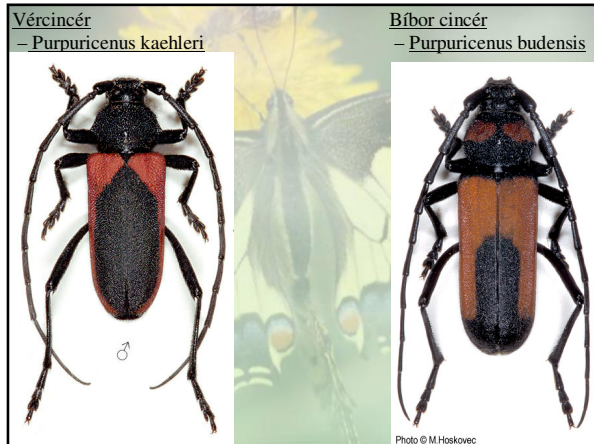 Vércincér
– Purpuricenus kaehleri
Bíbor cincér
– Purpuricenus budensis
♂
Photo © M.Hoskovec